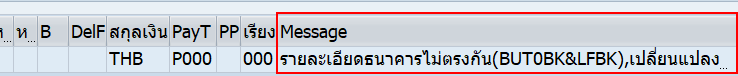 ห... ห... B DelF สกุลเงิน PayT PP เรียง Message
THB P000 000 รายละเอียดธนาคารไม่ตรงกัน(BUT0BK&LFBK),เปลี่ยนแปลง...